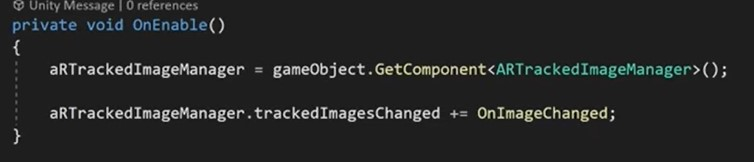 Unity Message | 0 references
private void OnEnable()
{
aRTrackedImageManager = gameObject.GetComponent<ARTrackedImageManager>();
aRTrackedImageManager.trackedImagesChanged += OnImageChanged;
}